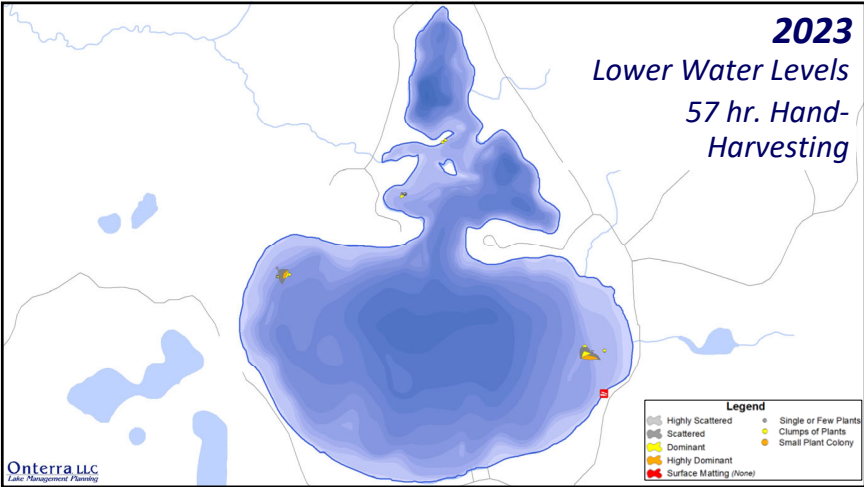 2023
Lower Water Levels
57 hr. Hand-
Harvesting
Legend
Highly Scattered
Scattered
Dominant
Highly Dominant
Surface Matting (None)
Single or Few Plants
Clumps of Plants
Small Plant Colony
Onterra LLC
Lake Management Planning